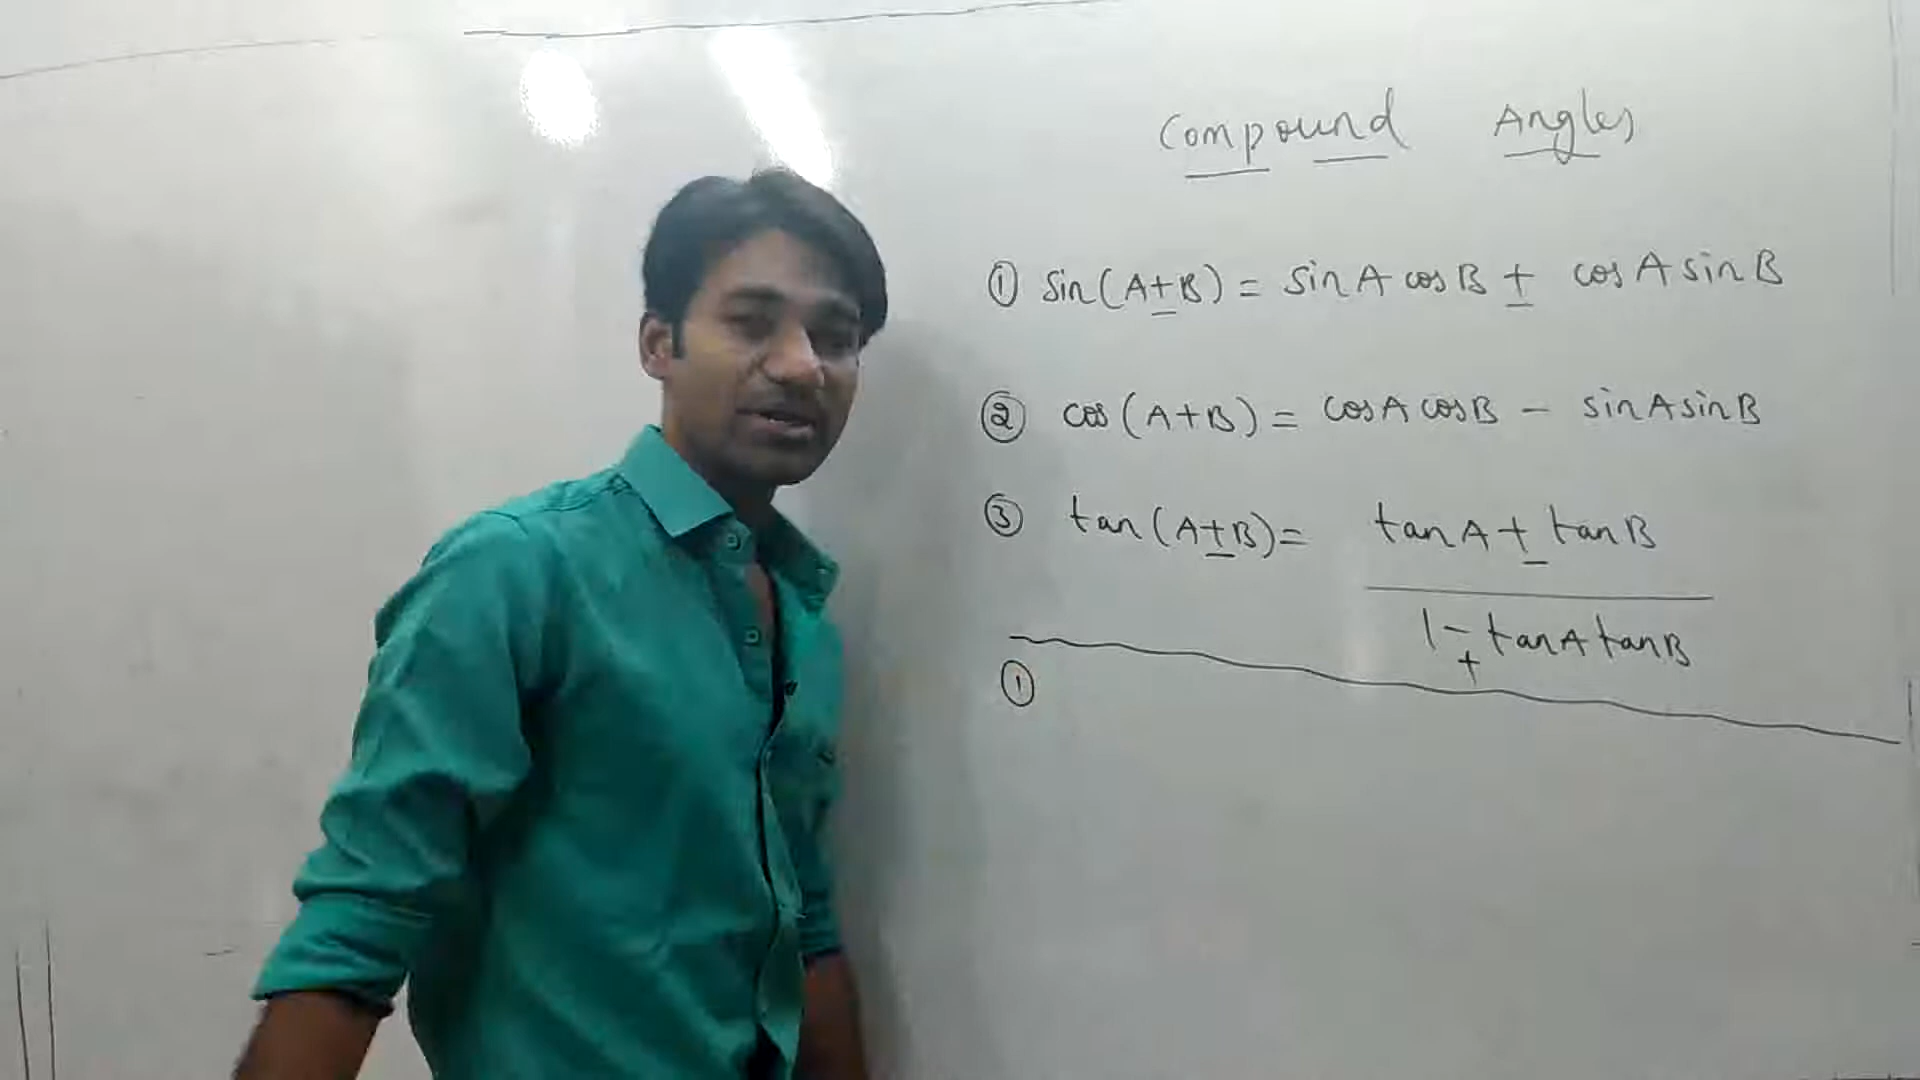 Compound Angles
① Sin(A±B) = SinA cosB ± cosA sinB
② cos(A+B) = cosA cosB - sinA sinB
③ tan(A±B) = tanA ± tanB
1 ∓ tanA tanB
①